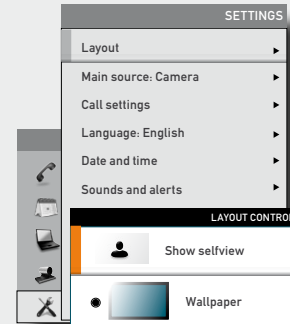 SETTINGS
Layout
Main source: Camera
Call settings
Language: English
Date and time
Sounds and alerts
LAYOUT CONTROL
Show selfview
Wallpaper